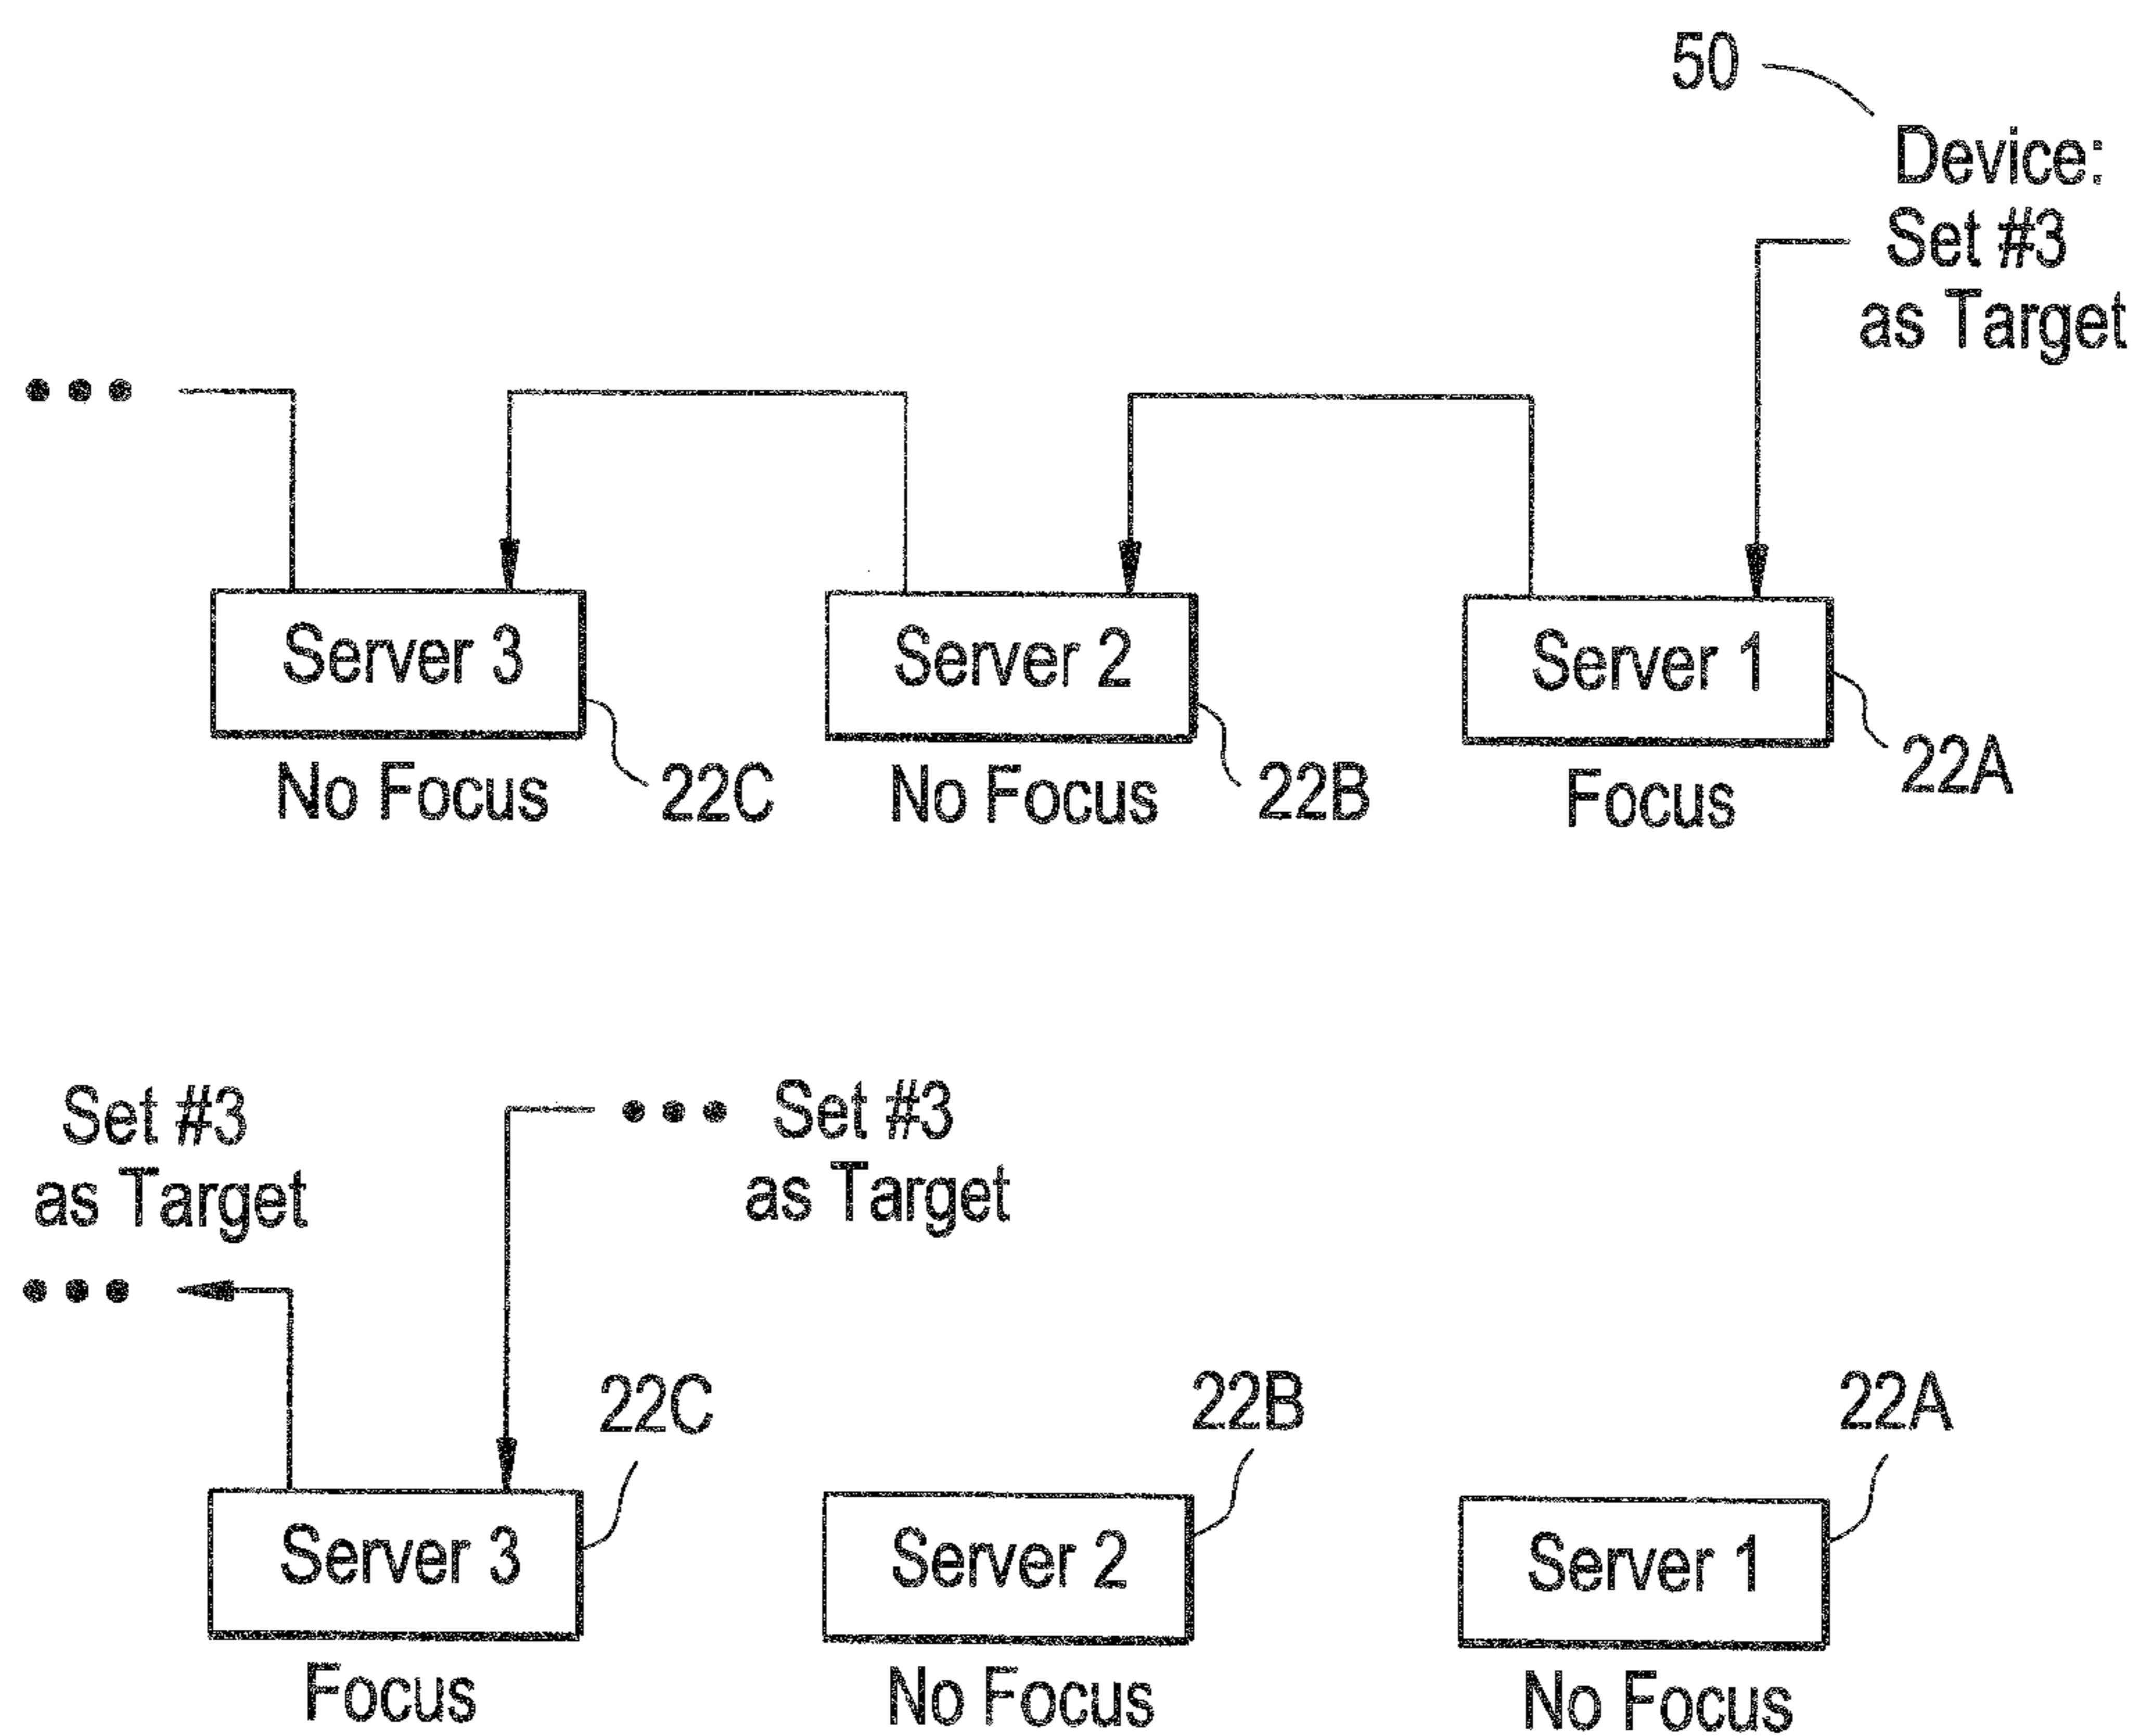 50
Device:
Set #3
as Target
Server 3
Server 2
Server 1
No Focus
22C
No Focus
22B
Focus
22A
Set #3
as Target
Set #3
as Target
22C
22B
22A
Server 3
Server 2
Server 1
Focus
No Focus
No Focus